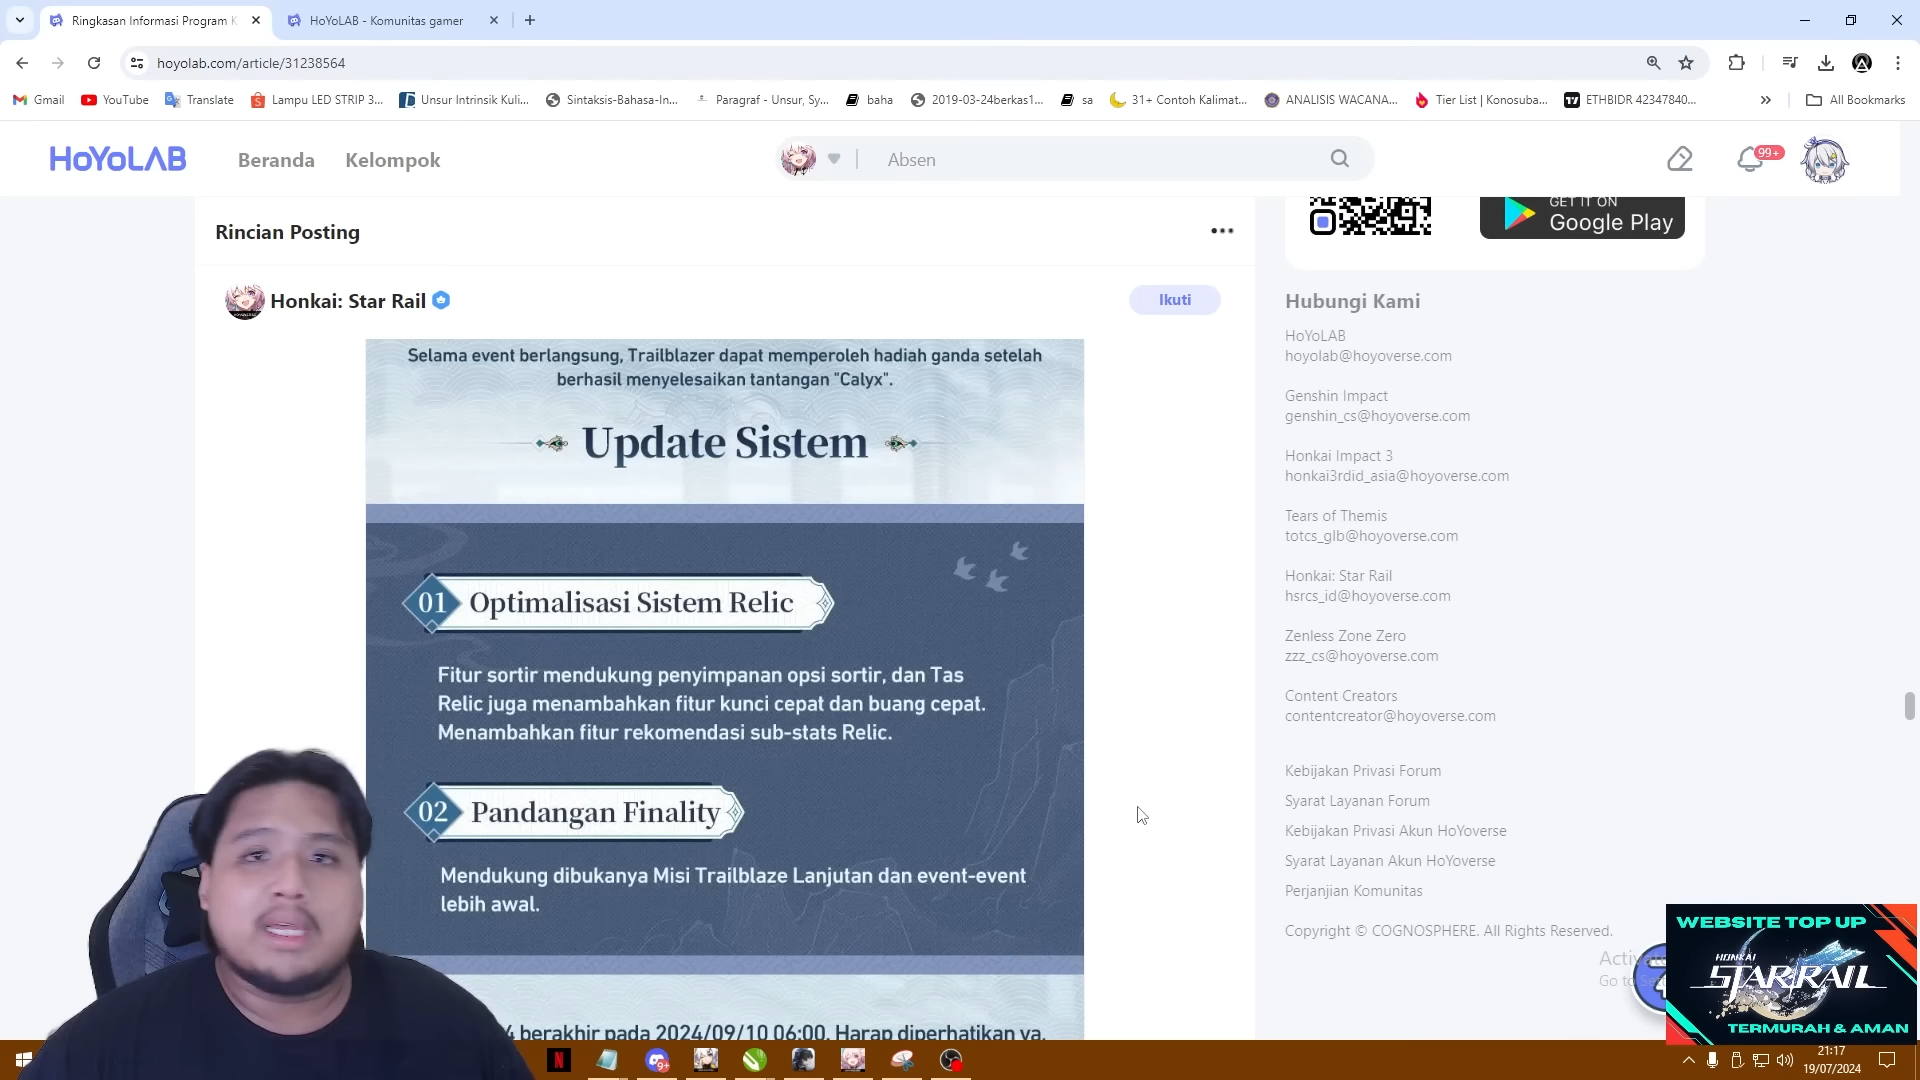 Ringkasan Informasi Program K
HoYoLAB - Komunitas gamer
hoyolab.com/article/31238564
Gmail
YouTube
Translate
Lampu LED STRIP 3...
Unsur Intrinsik Kuli...
Sintaksis-Bahasa-In...
Paragraf - Unsur, Sy...
baha
2019-03-24berkas1...
sa
31+ Contoh Kalimat...
ANALISIS WACANA...
Tier List | Konosuba...
ETHBIDR 42347840...
All Bookmarks
HoYoLAB
Beranda
Kelompok
Absen
99+
Rincian Posting
GET IT ON
Google Play
Honkai: Star Rail
Ikuti
Selama event berlangsung, Trailblazer dapat memperoleh hadiah ganda setelah
berhasil menyelesaikan tantangan "Calyx".
Update Sistem
01 Optimalisasi Sistem Relic
Fitur sortir mendukung penyimpanan opsi sortir, dan Tas
Relic juga menambahkan fitur kunci cepat dan buang cepat.
Menambahkan fitur rekomendasi sub-stats Relic.
02 Pandangan Finality
Mendukung dibukanya Misi Trailblaze Lanjutan dan event-event
lebih awal.
4 berakhir pada 2024/09/10 06:00. Harap diperhatikan ya.
Hubungi Kami
HoYoLAB
hoyolab@hoyoverse.com
Genshin Impact
genshin_cs@hoyoverse.com
Honkai Impact 3
honkai3rdid_asia@hoyoverse.com
Tears of Themis
totcs_glb@hoyoverse.com
Honkai: Star Rail
hsrcs_id@hoyoverse.com
Zenless Zone Zero
zzz_cs@hoyoverse.com
Content Creators
contentcreator@hoyoverse.com
Kebijakan Privasi Forum
Syarat Layanan Forum
Kebijakan Privasi Akun HoYoverse
Syarat Layanan Akun HoYoverse
Perjanjian Komunitas
Copyright © COGNOSPHERE. All Rights Reserved.
Activat
Go to Se
WEBSITE TOP UP
HONKAI
STAR RAIL
TERMURAH & AMAN
21:17
19/07/2024